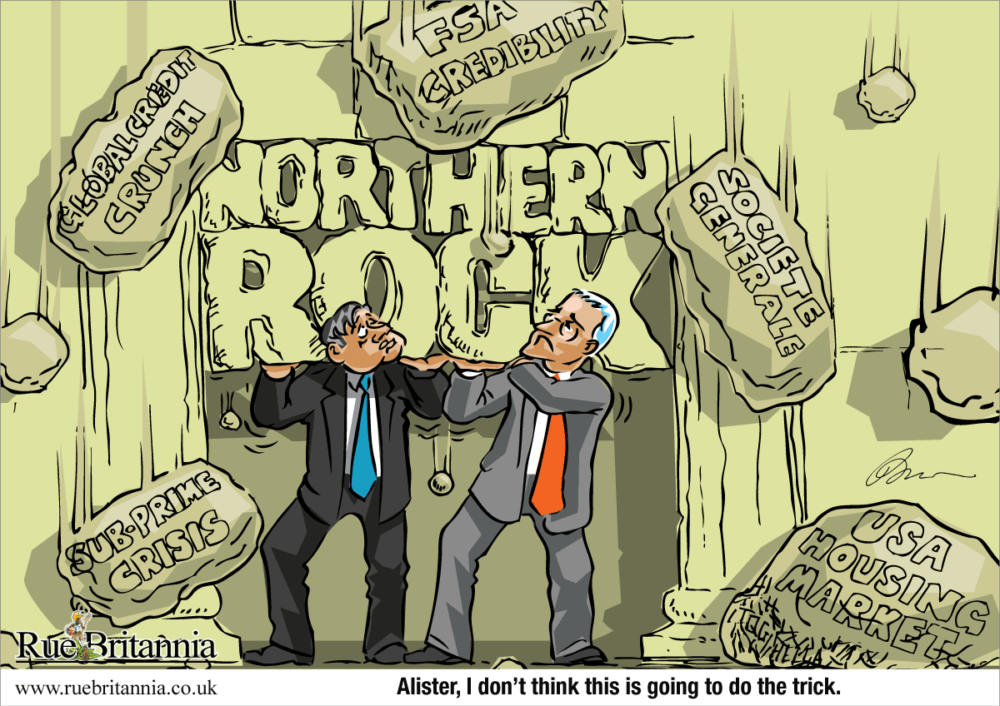 FSA
CREDIBILITY
GLOBAL CREDIT
CRUNCH
NORTHERN
ROCK
SOCIETE
GENERALE
SUB-PRIME
CRISIS
USA
HOUSING
MARKET
Rue Britannia
www.ruebritannia.co.uk
Alister, I don't think this is going to do the trick.